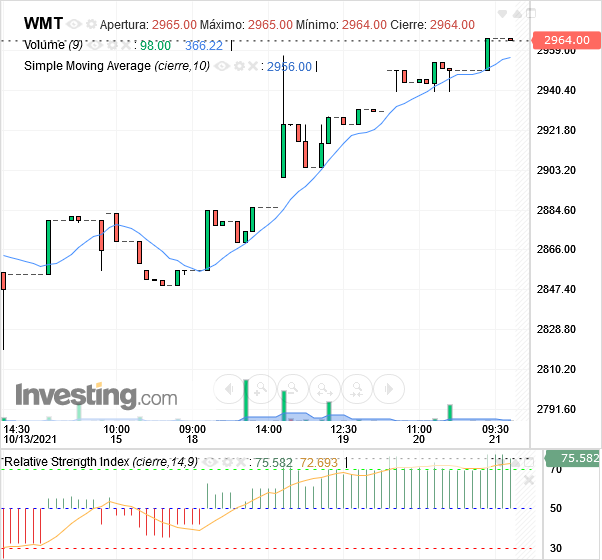 WMT Apertura: 2965.00 Máximo: 2965.00 Mínimo: 2964.00 Cierre: 2964.00
Volume (9) : 98.00 366.22
Simple Moving Average (cierre,10) : 2956.00
2964.00
2959.00
2940.40
2921.80
2903.20
2884.60
2866.00
2847.40
2828.80
2810.20
2791.60
Investing.com
14:30 10:00 09:00 14:00 12:30 11:00 09:30
10/13/2021 15 18 19 20 21
Relative Strength Index (cierre,14,9) : 75.582 72.693
75.582
70
50
30